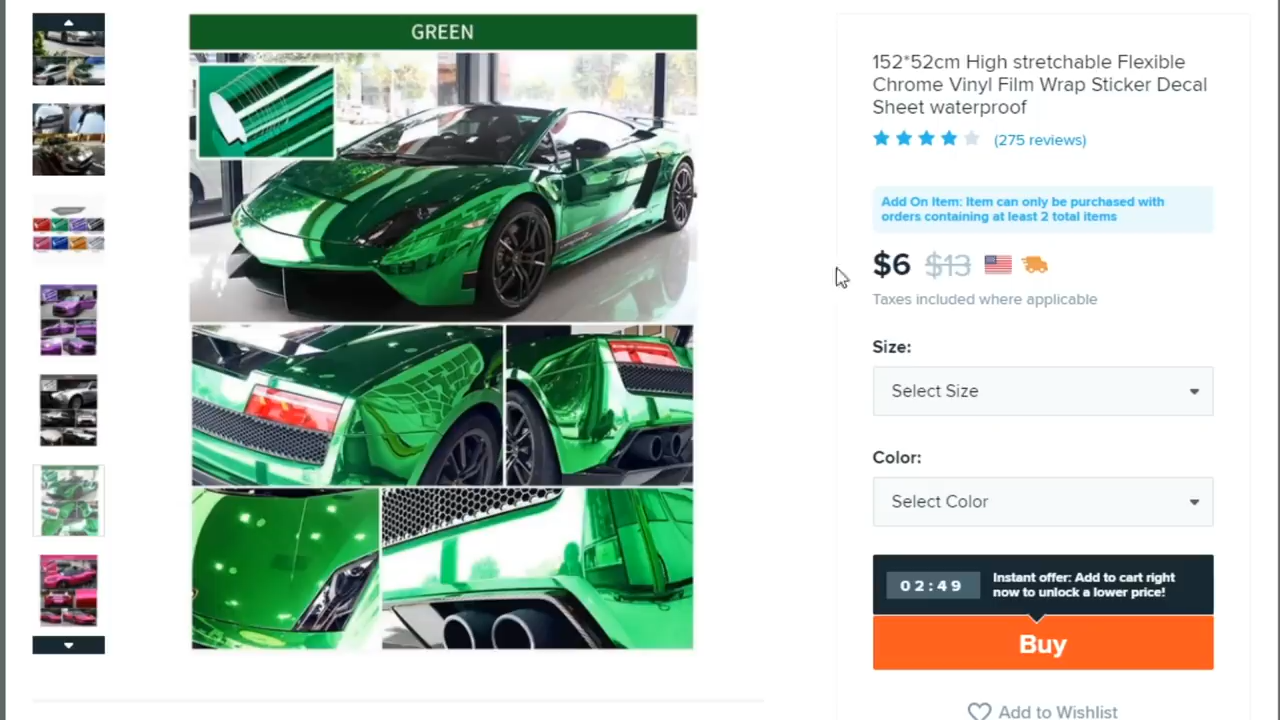 GREEN
152*52cm High stretchable Flexible
Chrome Vinyl Film Wrap Sticker Decal
Sheet waterproof
(275 reviews)
Add On Item: Item can only be purchased with
orders containing at least 2 total items
$6 $13
Taxes included where applicable
Size:
Select Size
Color:
Select Color
02:49
Instant offer: Add to cart right
now to unlock a lower price!
Buy
Add to Wishlist